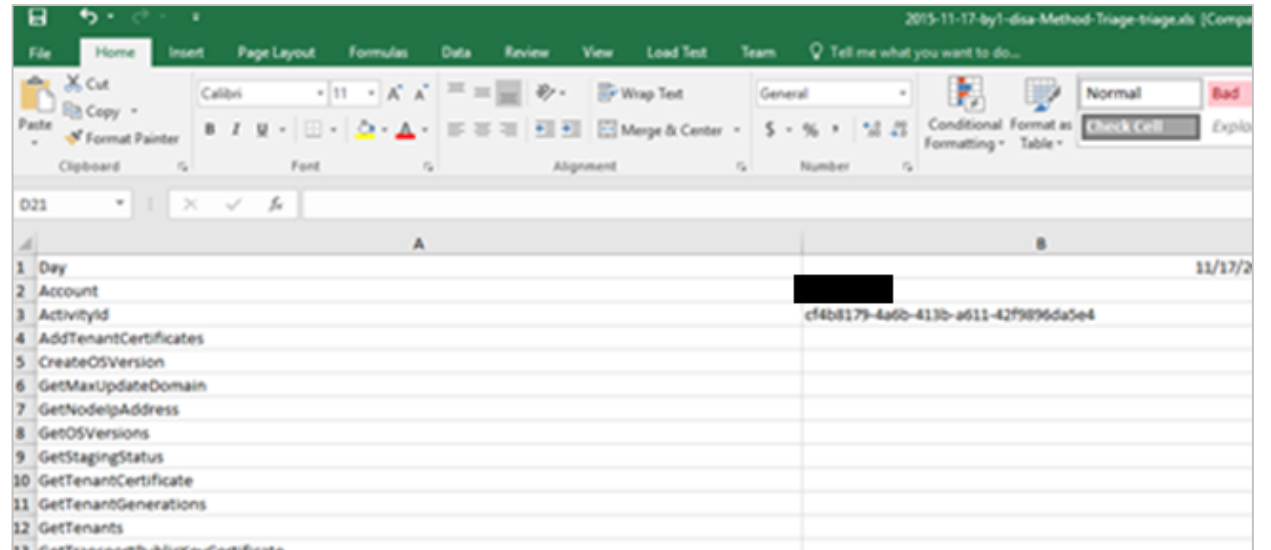 2015-11-17-by1-disa-Method-Triage-triage.xls [Compa
File Home Insert Page Layout Formulas Data Review View Load Test Team Tell me what you want to do...
Paste Cut Copy Format Painter
Calibri 11 A A
B I U
Wrap Text
Merge & Center
General
$ % ,
Conditional Formatting Format as Table
Normal Bad
Check Cell Explo
Clipboard Font Alignment Number
D21 fx
A B
1 Day 11/17/2
2 Account
3 ActivityId cf4b8179-4a6b-413b-a611-42f9896da5e4
4 AddTenantCertificates
5 CreateOSVersion
6 GetMaxUpdateDomain
7 GetNodeIpAddress
8 GetOSVersions
9 GetStagingStatus
10 GetTenantCertificate
11 GetTenantGenerations
12 GetTenants